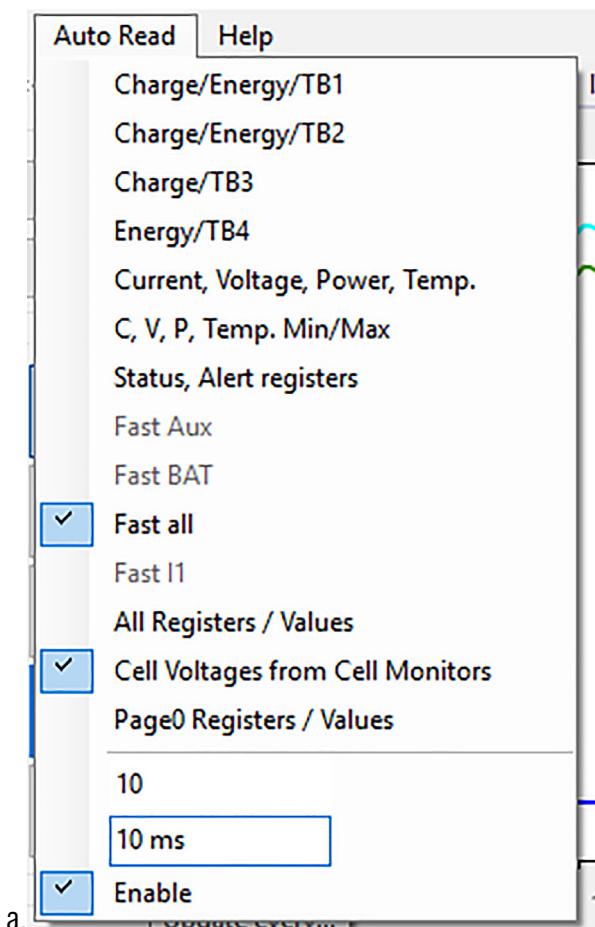 Auto Read Help
Charge/Energy/TB1
Charge/Energy/TB2
Charge/TB3
Energy/TB4
Current, Voltage, Power, Temp.
C, V, P, Temp. Min/Max
Status, Alert registers
Fast Aux
Fast BAT
Fast all
Fast I1
All Registers / Values
Cell Voltages from Cell Monitors
Page0 Registers / Values
10
10 ms
Enable
a.